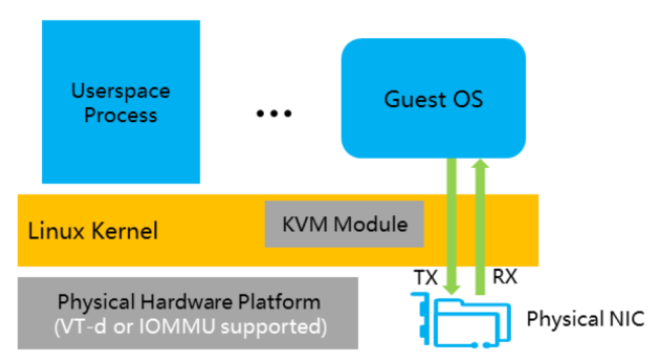 Userspace
Process
...
Guest OS
Linux Kernel
KVM Module
TX
RX
Physical Hardware Platform
(VT-d or IOMMU supported)
Physical NIC